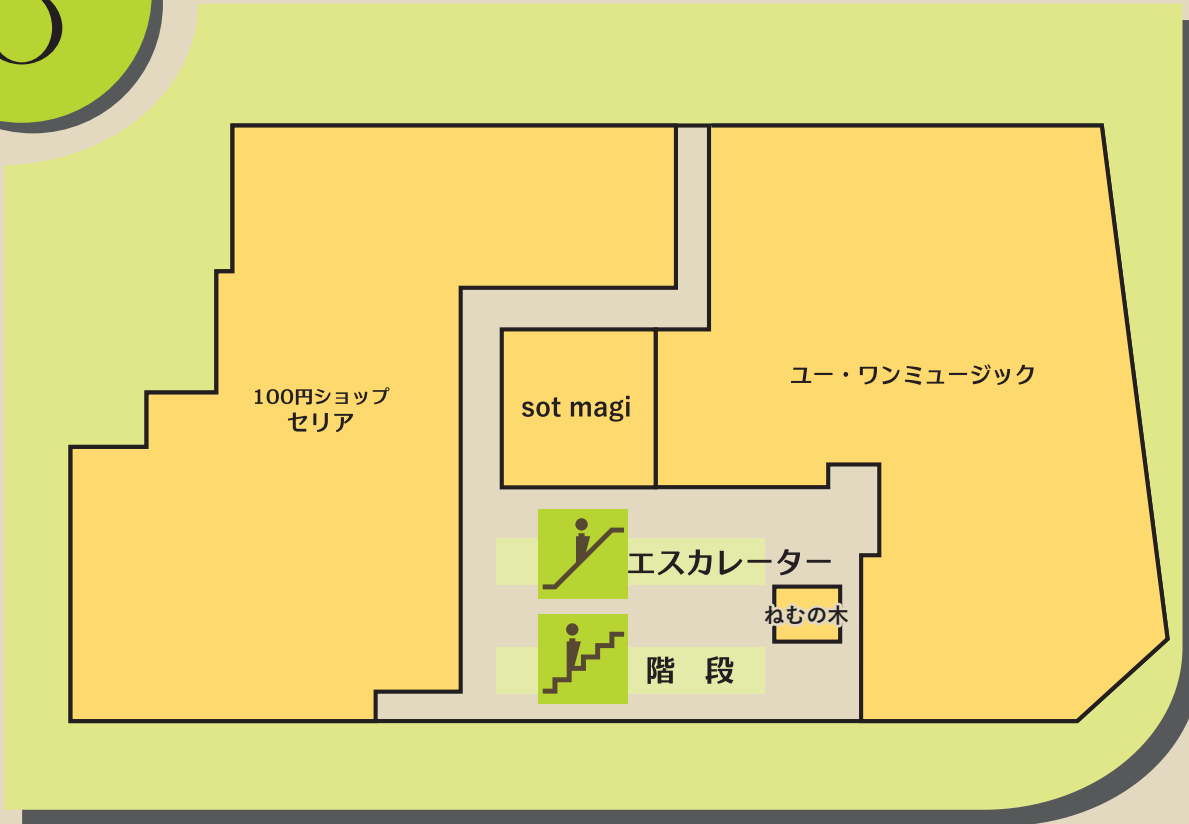 100円ショップ
セリア
sot magi
ユー・ワンミュージック
エスカレーター
ねむの木
階　段